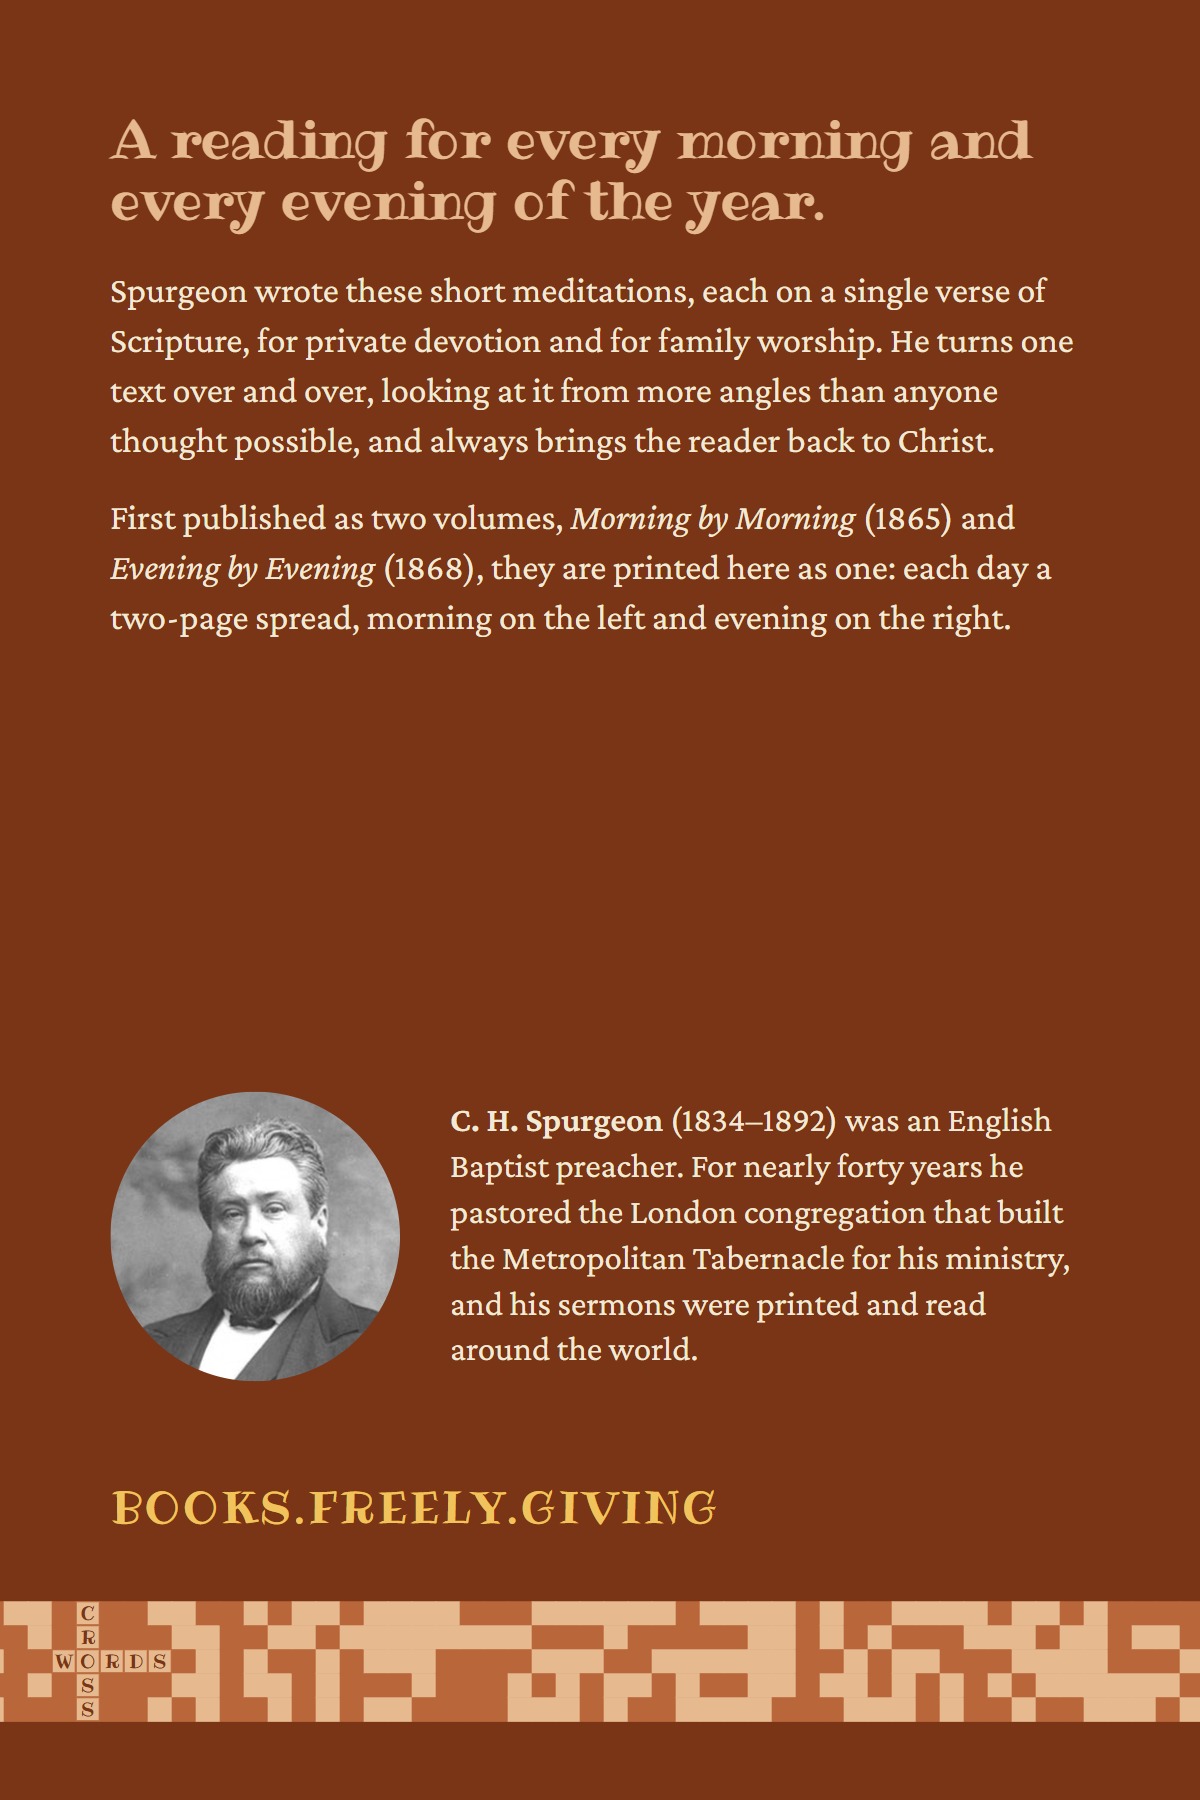 A reading for every morning and
every evening of the year.
Spurgeon wrote these short meditations, each on a single verse of
Scripture, for private devotion and for family worship. He turns one
text over and over, looking at it from more angles than anyone
thought possible, and always brings the reader back to Christ.
First published as two volumes, Morning by Morning (1865) and
Evening by Evening (1868), they are printed here as one: each day a
two-page spread, morning on the left and evening on the right.
C. H. Spurgeon (1834–1892) was an English
Baptist preacher. For nearly forty years he
pastored the London congregation that built
the Metropolitan Tabernacle for his ministry,
and his sermons were printed and read
around the world.
BOOKS.FREELY.GIVING
CROSS
WORDS